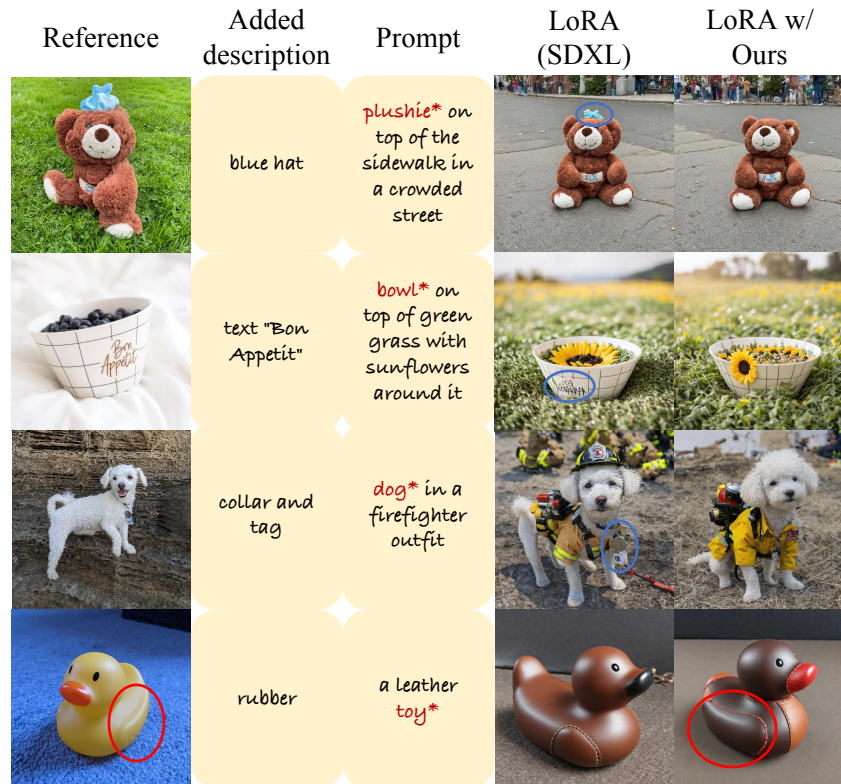 Reference
Added
description
Prompt
LoRA
(SDXL)
LoRA w/
Ours
blue hat
plushie* on
top of the
sidewalk in
a crowded
street
Bon
Appetit
text "Bon
Appetit"
bowl* on
top of green
grass with
sunflowers
around it
collar and
tag
dog* in a
firefighter
outfit
rubber
a leather
toy*